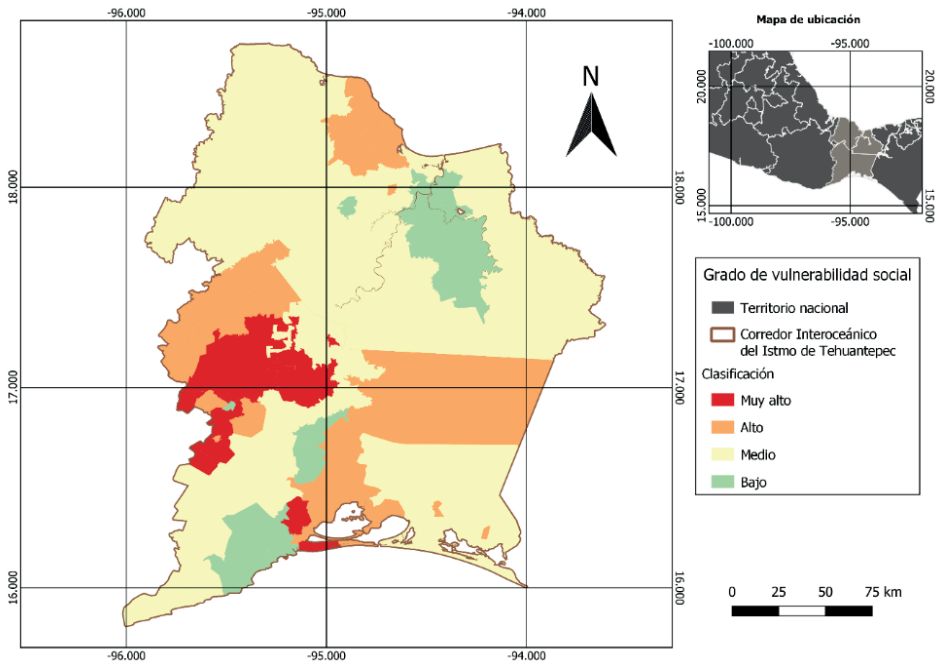 -96.000 -95.000 -94.000
18.000
17.000
16.000
18.000
17.000
16.000
-96.000 -95.000 -94.000
N
Mapa de ubicación
-100.000 -95.000
20.000
15.000
20.000
15.000
-100.000 -95.000
Grado de vulnerabilidad social
Territorio nacional
Corredor Interoceánico
del Istmo de Tehuantepec
Clasificación
Muy alto
Alto
Medio
Bajo
0 25 50 75 km